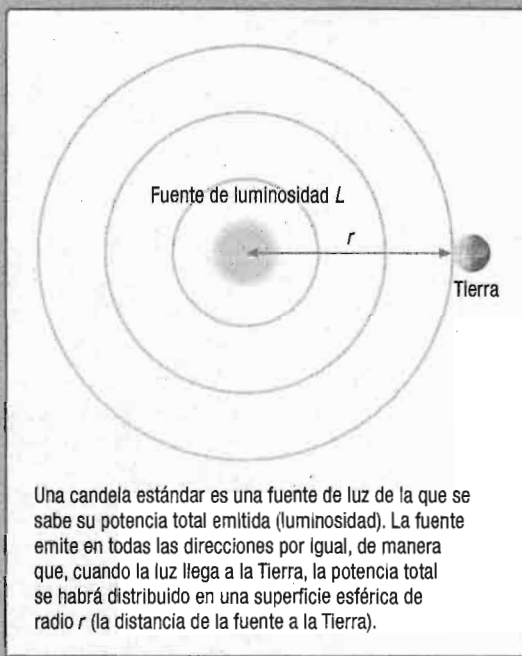 Fuente de luminosidad L
r
Tierra
Una candela estándar es una fuente de luz de la que se
sabe su potencia total emitida (luminosidad). La fuente
emite en todas las direcciones por igual, de manera
que, cuando la luz llega a la Tierra, la potencia total
se habrá distribuido en una superficie esférica de
radio r (la distancia de la fuente a la Tierra).